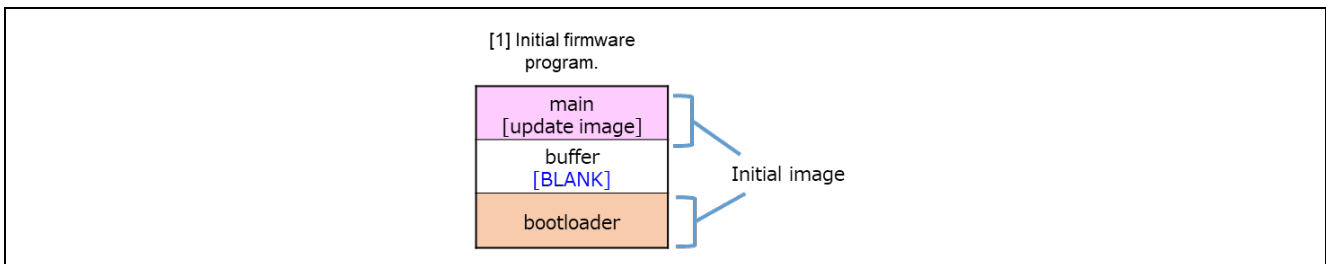 [1] Initial firmware
program.
main
[update image]
buffer
[BLANK]
Initial image
bootloader